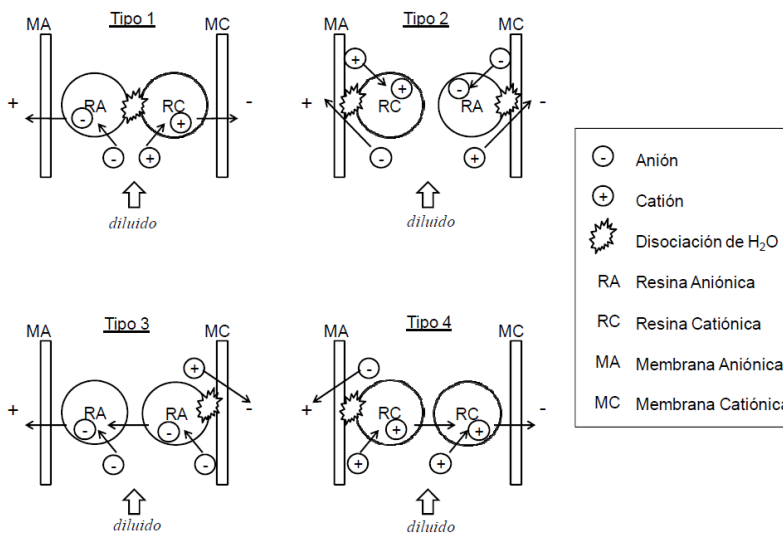 Tipo 1
MA
MC
+
RA
RC
-
+
-
-
+
diluido
Tipo 2
MA
MC
+
+
-
+
-
RC
RA
-
+
diluido
Tipo 3
MA
MC
+
+
-
RA
RA
-
-
-
-
diluido
Tipo 4
MA
MC
-
+
-
RC
RC
+
+
+
+
diluido
- Anión
+ Catión
Disociación de H₂O
RA Resina Aniónica
RC Resina Catiónica
MA Membrana Aniónica
MC Membrana Catiónica